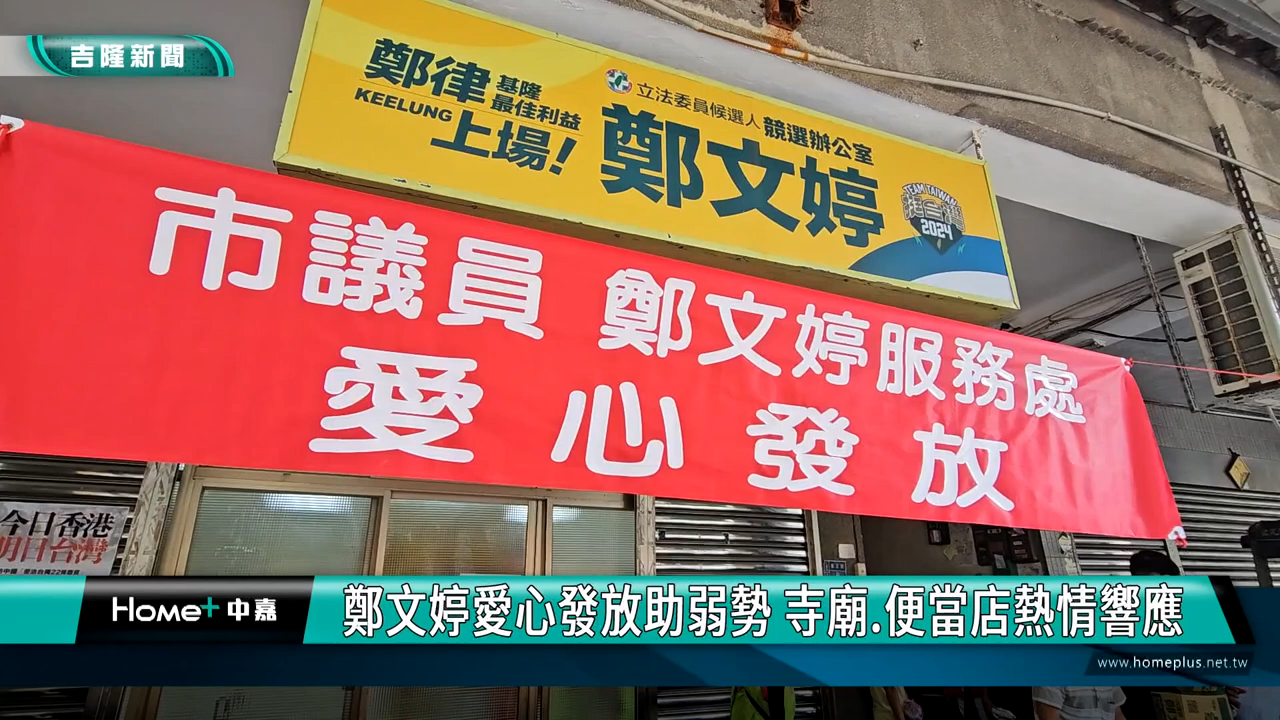 吉隆新聞
鄭律 基隆
最佳利益
KEELUNG 上場!
立法委員候選人 競選辦公室
鄭文婷
TEAM TAIWAN
挺台灣
2024
市議員 鄭文婷服務處
愛心發放
今日香港
明日台灣
Home+ 中嘉
鄭文婷愛心發放助弱勢 寺廟.便當店熱情響應
www.homeplus.net.tw